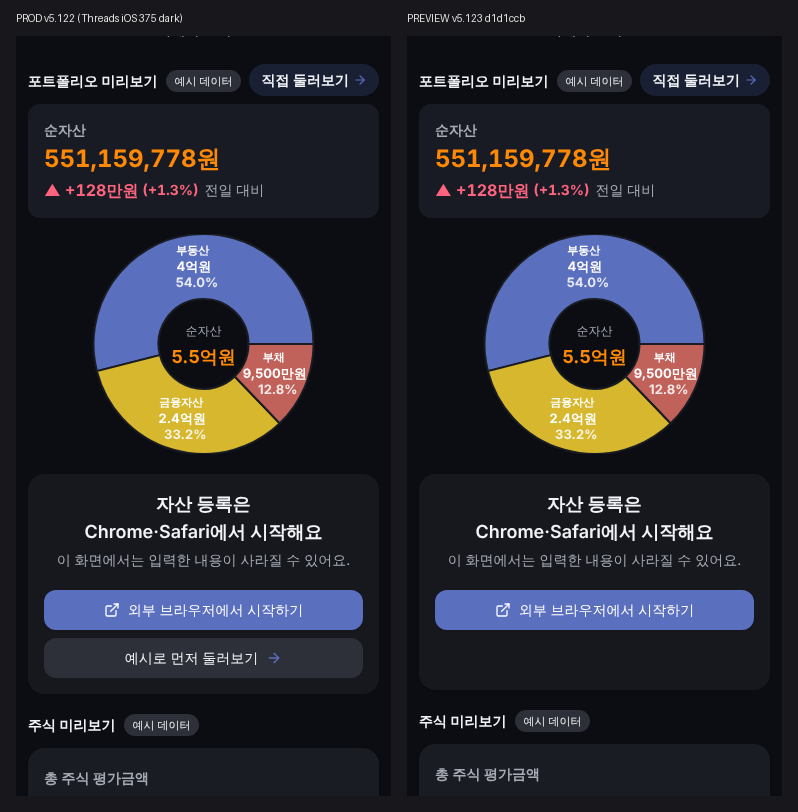 PROD v5.122 (Threads iOS 375 dark)
포트폴리오 미리보기 예시 데이터 직접 둘러보기 →
순자산
551,159,778원
▲ +128만원 (+1.3%) 전일 대비
부동산
4억원
54.0%
순자산
5.5억원
부채
9,500만원
12.8%
금융자산
2.4억원
33.2%
자산 등록은
Chrome·Safari에서 시작해요
이 화면에서는 입력한 내용이 사라질 수 있어요.
외부 브라우저에서 시작하기
예시로 먼저 둘러보기 →
주식 미리보기 예시 데이터
총 주식 평가금액
PREVIEW v5.123 d1d1ccb
포트폴리오 미리보기 예시 데이터 직접 둘러보기 →
순자산
551,159,778원
▲ +128만원 (+1.3%) 전일 대비
부동산
4억원
54.0%
순자산
5.5억원
부채
9,500만원
12.8%
금융자산
2.4억원
33.2%
자산 등록은
Chrome·Safari에서 시작해요
이 화면에서는 입력한 내용이 사라질 수 있어요.
외부 브라우저에서 시작하기
주식 미리보기 예시 데이터
총 주식 평가금액